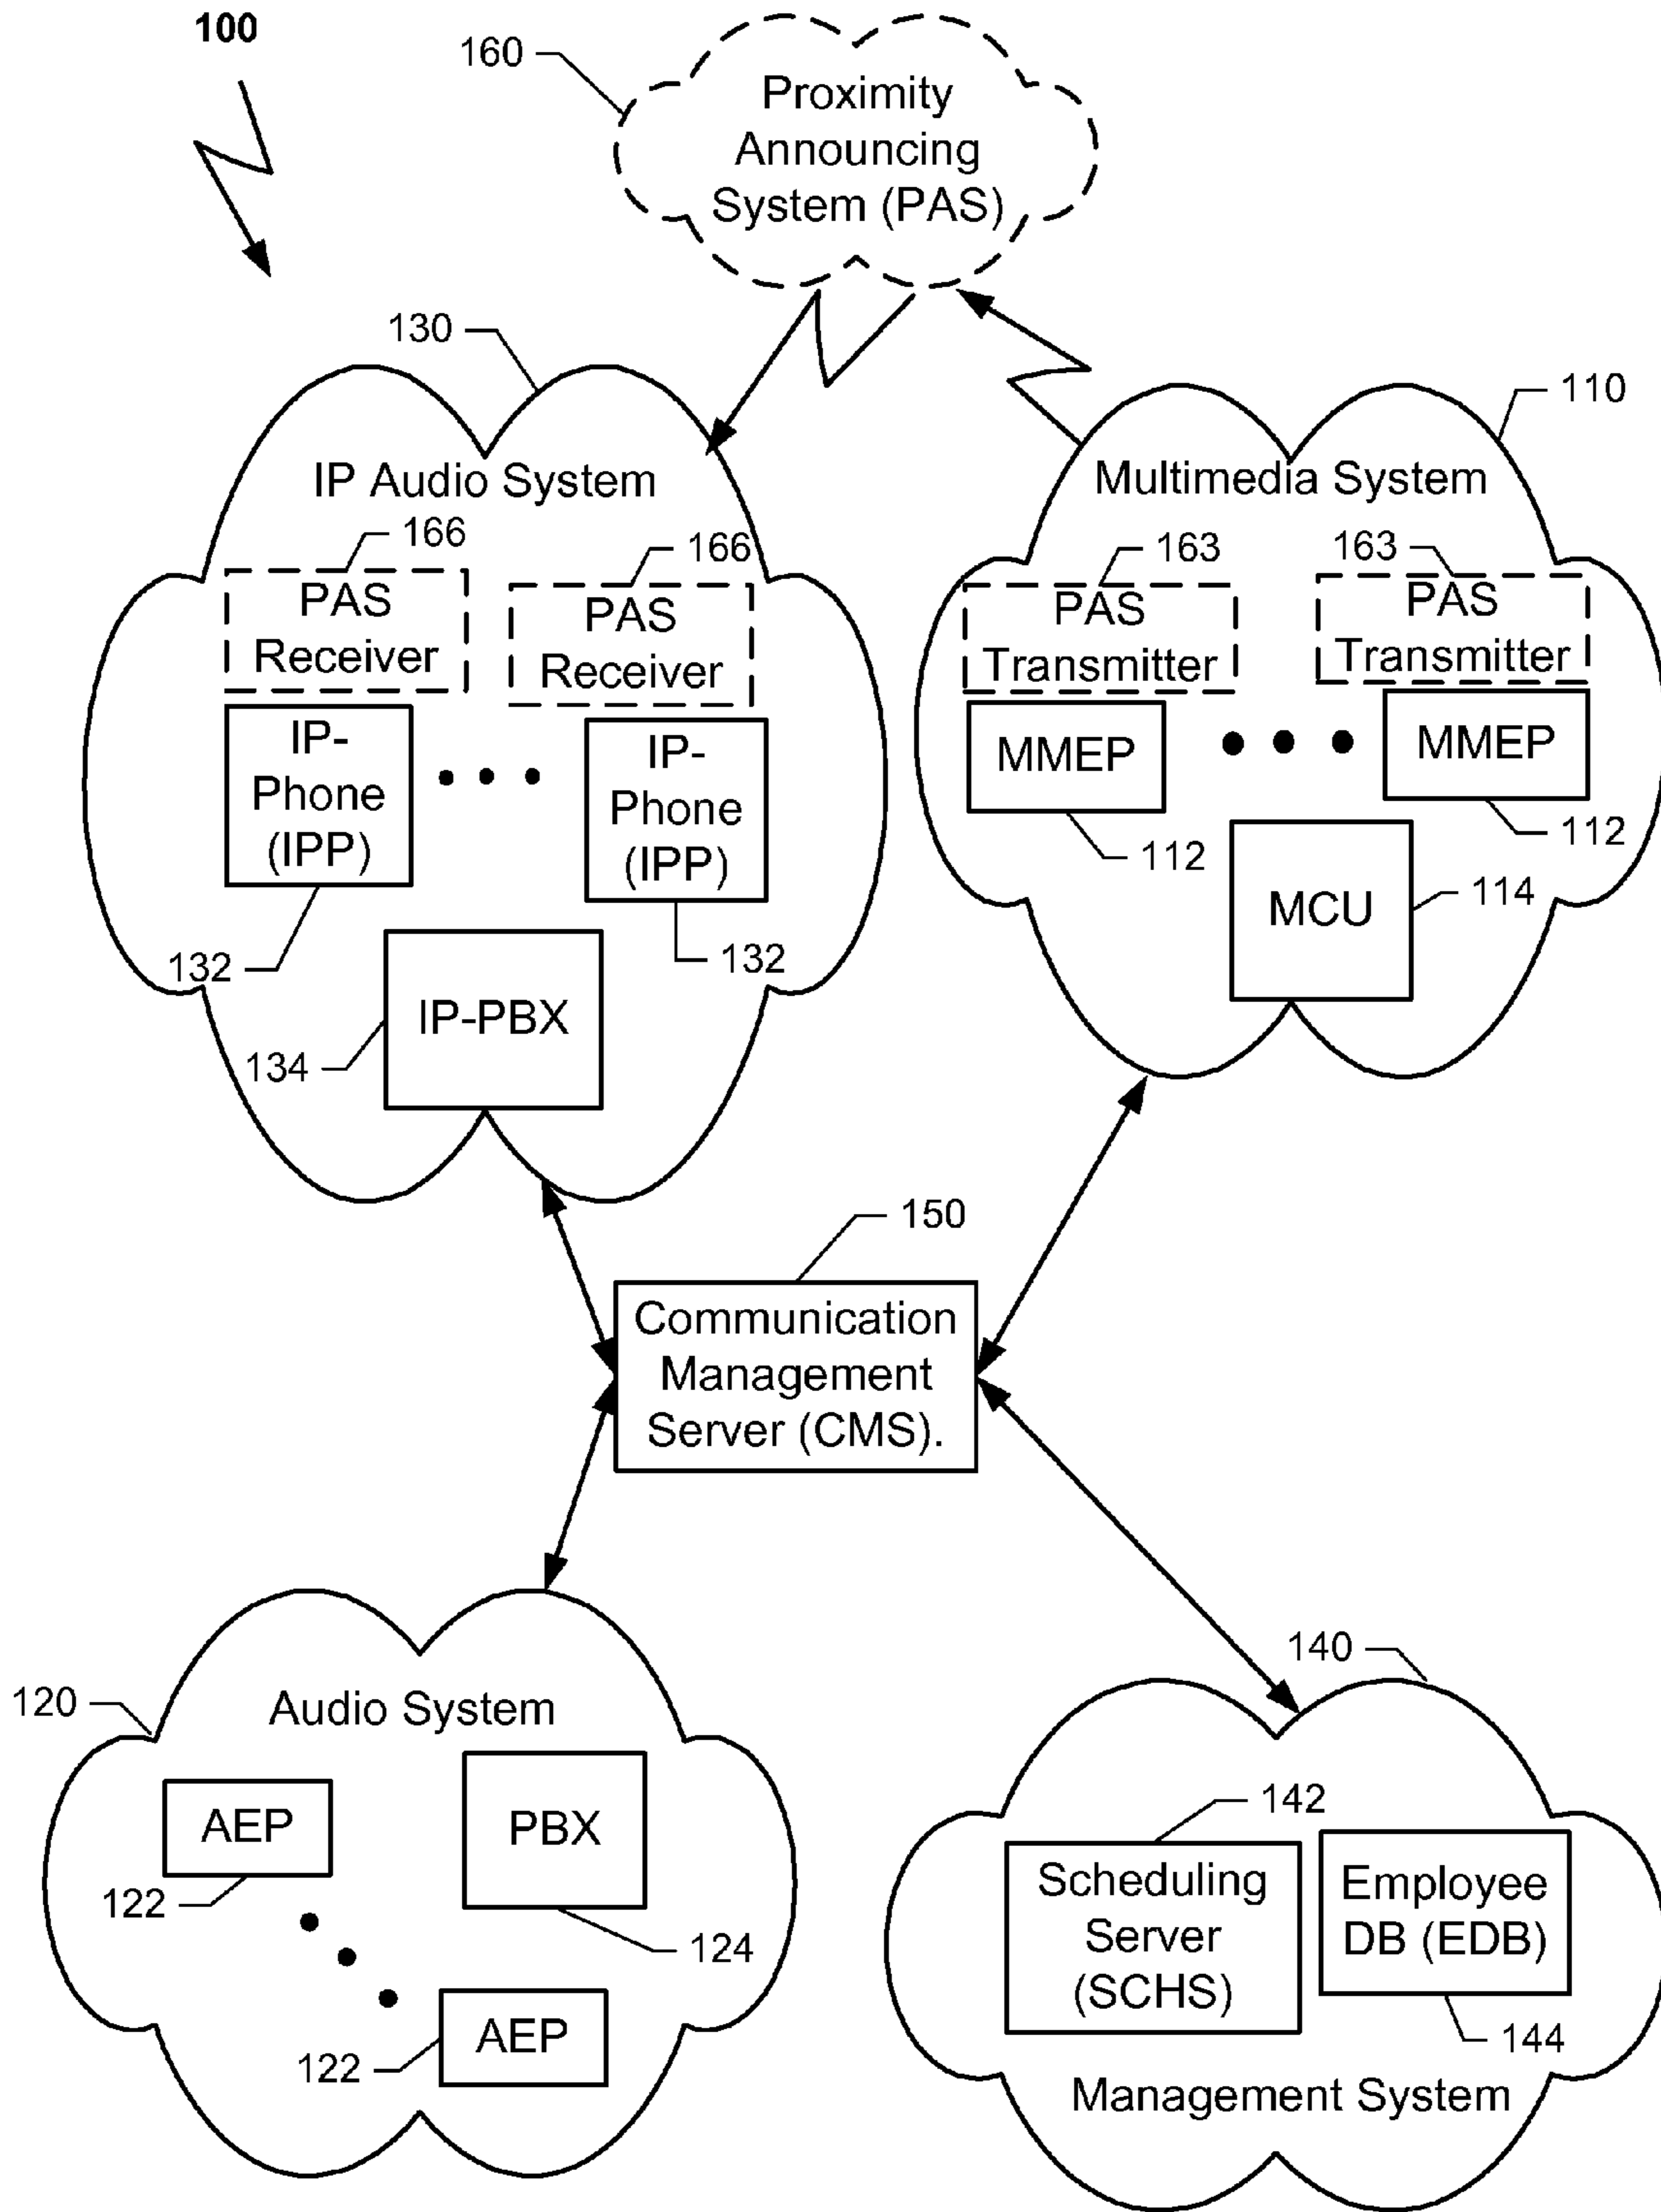 100
160
Proximity
Announcing
System (PAS)
130
110
IP Audio System
Multimedia System
166
166
163
163
PAS
Receiver
PAS
Receiver
PAS
Transmitter
PAS
Transmitter
IP-
Phone
(IPP)
IP-
Phone
(IPP)
MMEP
MMEP
112
112
MCU
114
132
132
IP-PBX
134
150
Communication
Management
Server (CMS).
120
Audio System
AEP
122
PBX
124
AEP
122
140
142
Scheduling
Server
(SCHS)
Employee
DB (EDB)
144
Management System